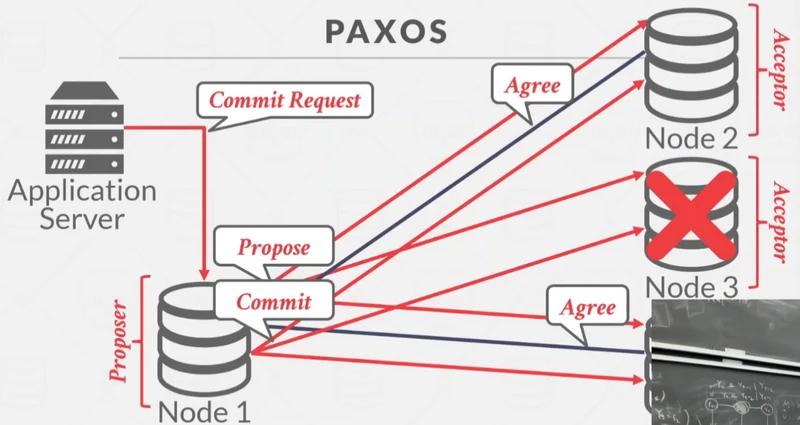 PAXOS
Commit Request
Agree
Acceptor
Node 2
Application
Server
Acceptor
Propose
Node 3
Commit
Agree
Proposer
Node 1